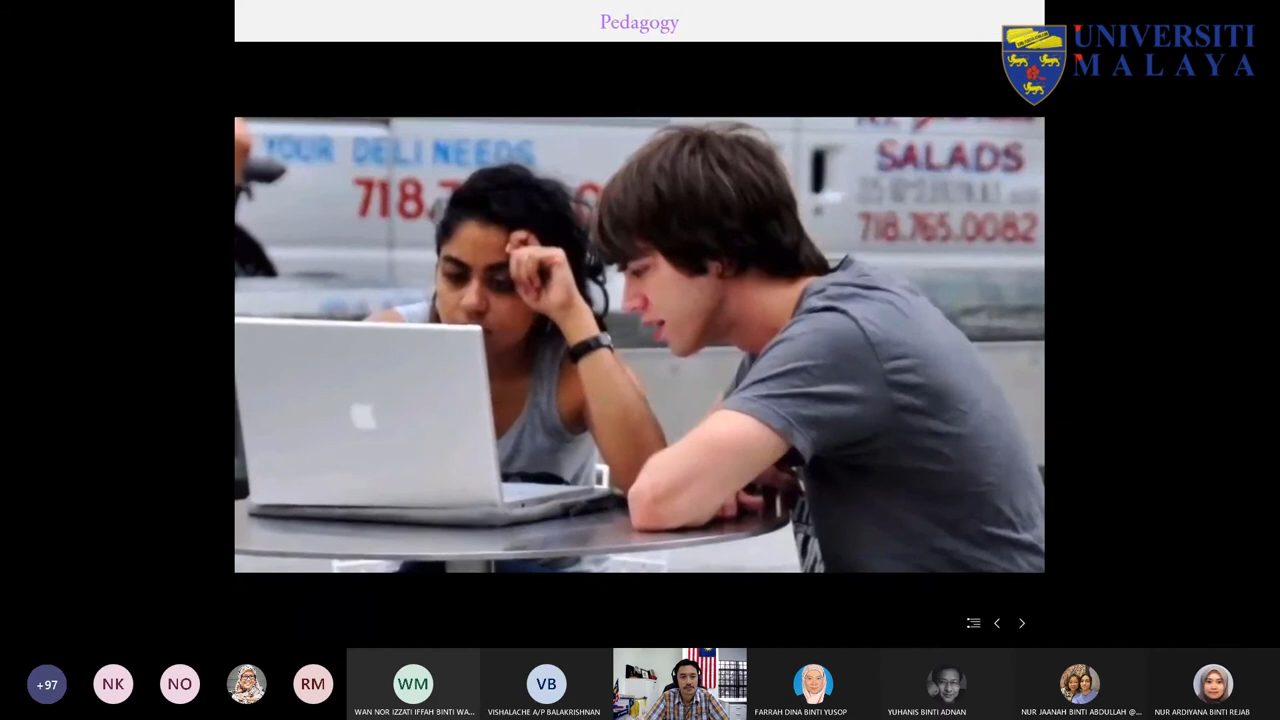 Pedagogy
UNIVERSITI
MALAYA
YOUR DELI NEEDS
718.7
SALADS
718.765.0082
+97
NK
NO
RM
WM
VB
WAN NOR IZZATI IFFAH BINTI WA...
VISHALACHE A/P BALAKRISHNAN
FARRAH DINA BINTI YUSOP
YUHANIS BINTI ADNAN
NUR JAANAH BINTI ABDULLAH @...
NUR ARDIYANA BINTI REJAB